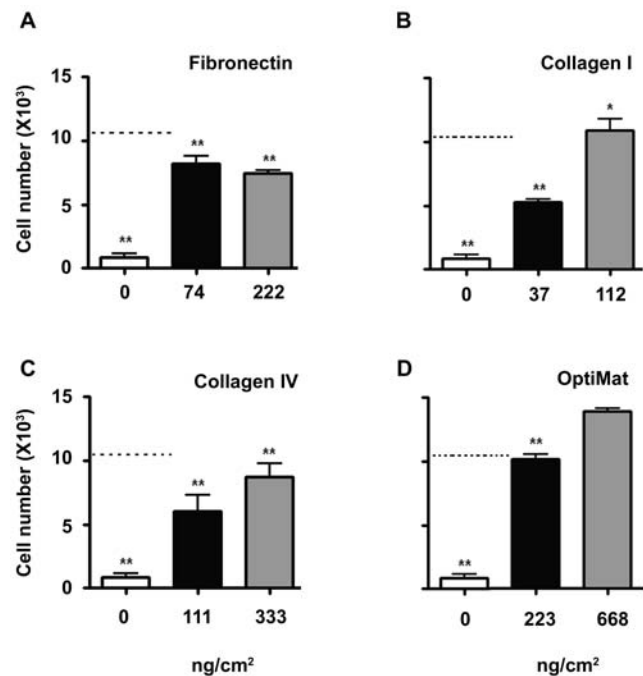 A
Fibronectin
Cell number (X10³)
15
10
5
0
**
**
**
0 74 222
B
Collagen I
**
**
*
0 37 112
C
Collagen IV
Cell number (X10³)
15
10
5
0
**
**
**
0 111 333
ng/cm²
D
OptiMat
**
**
0 223 668
ng/cm²